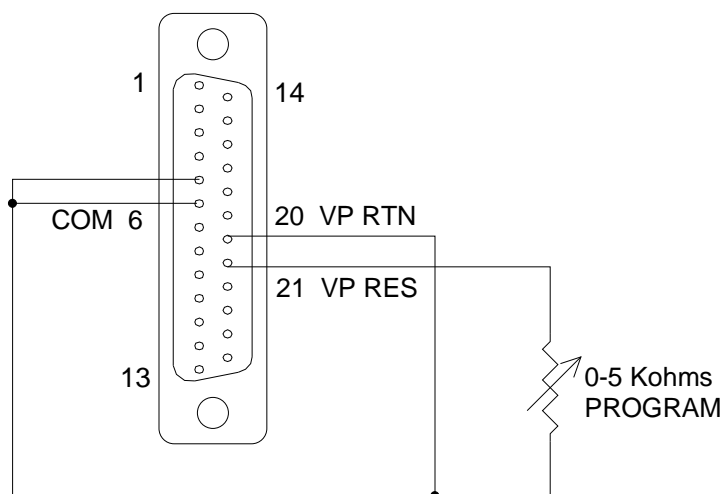 1
14
COM 6
20 VP RTN
21 VP RES
13
0-5 Kohms
PROGRAM